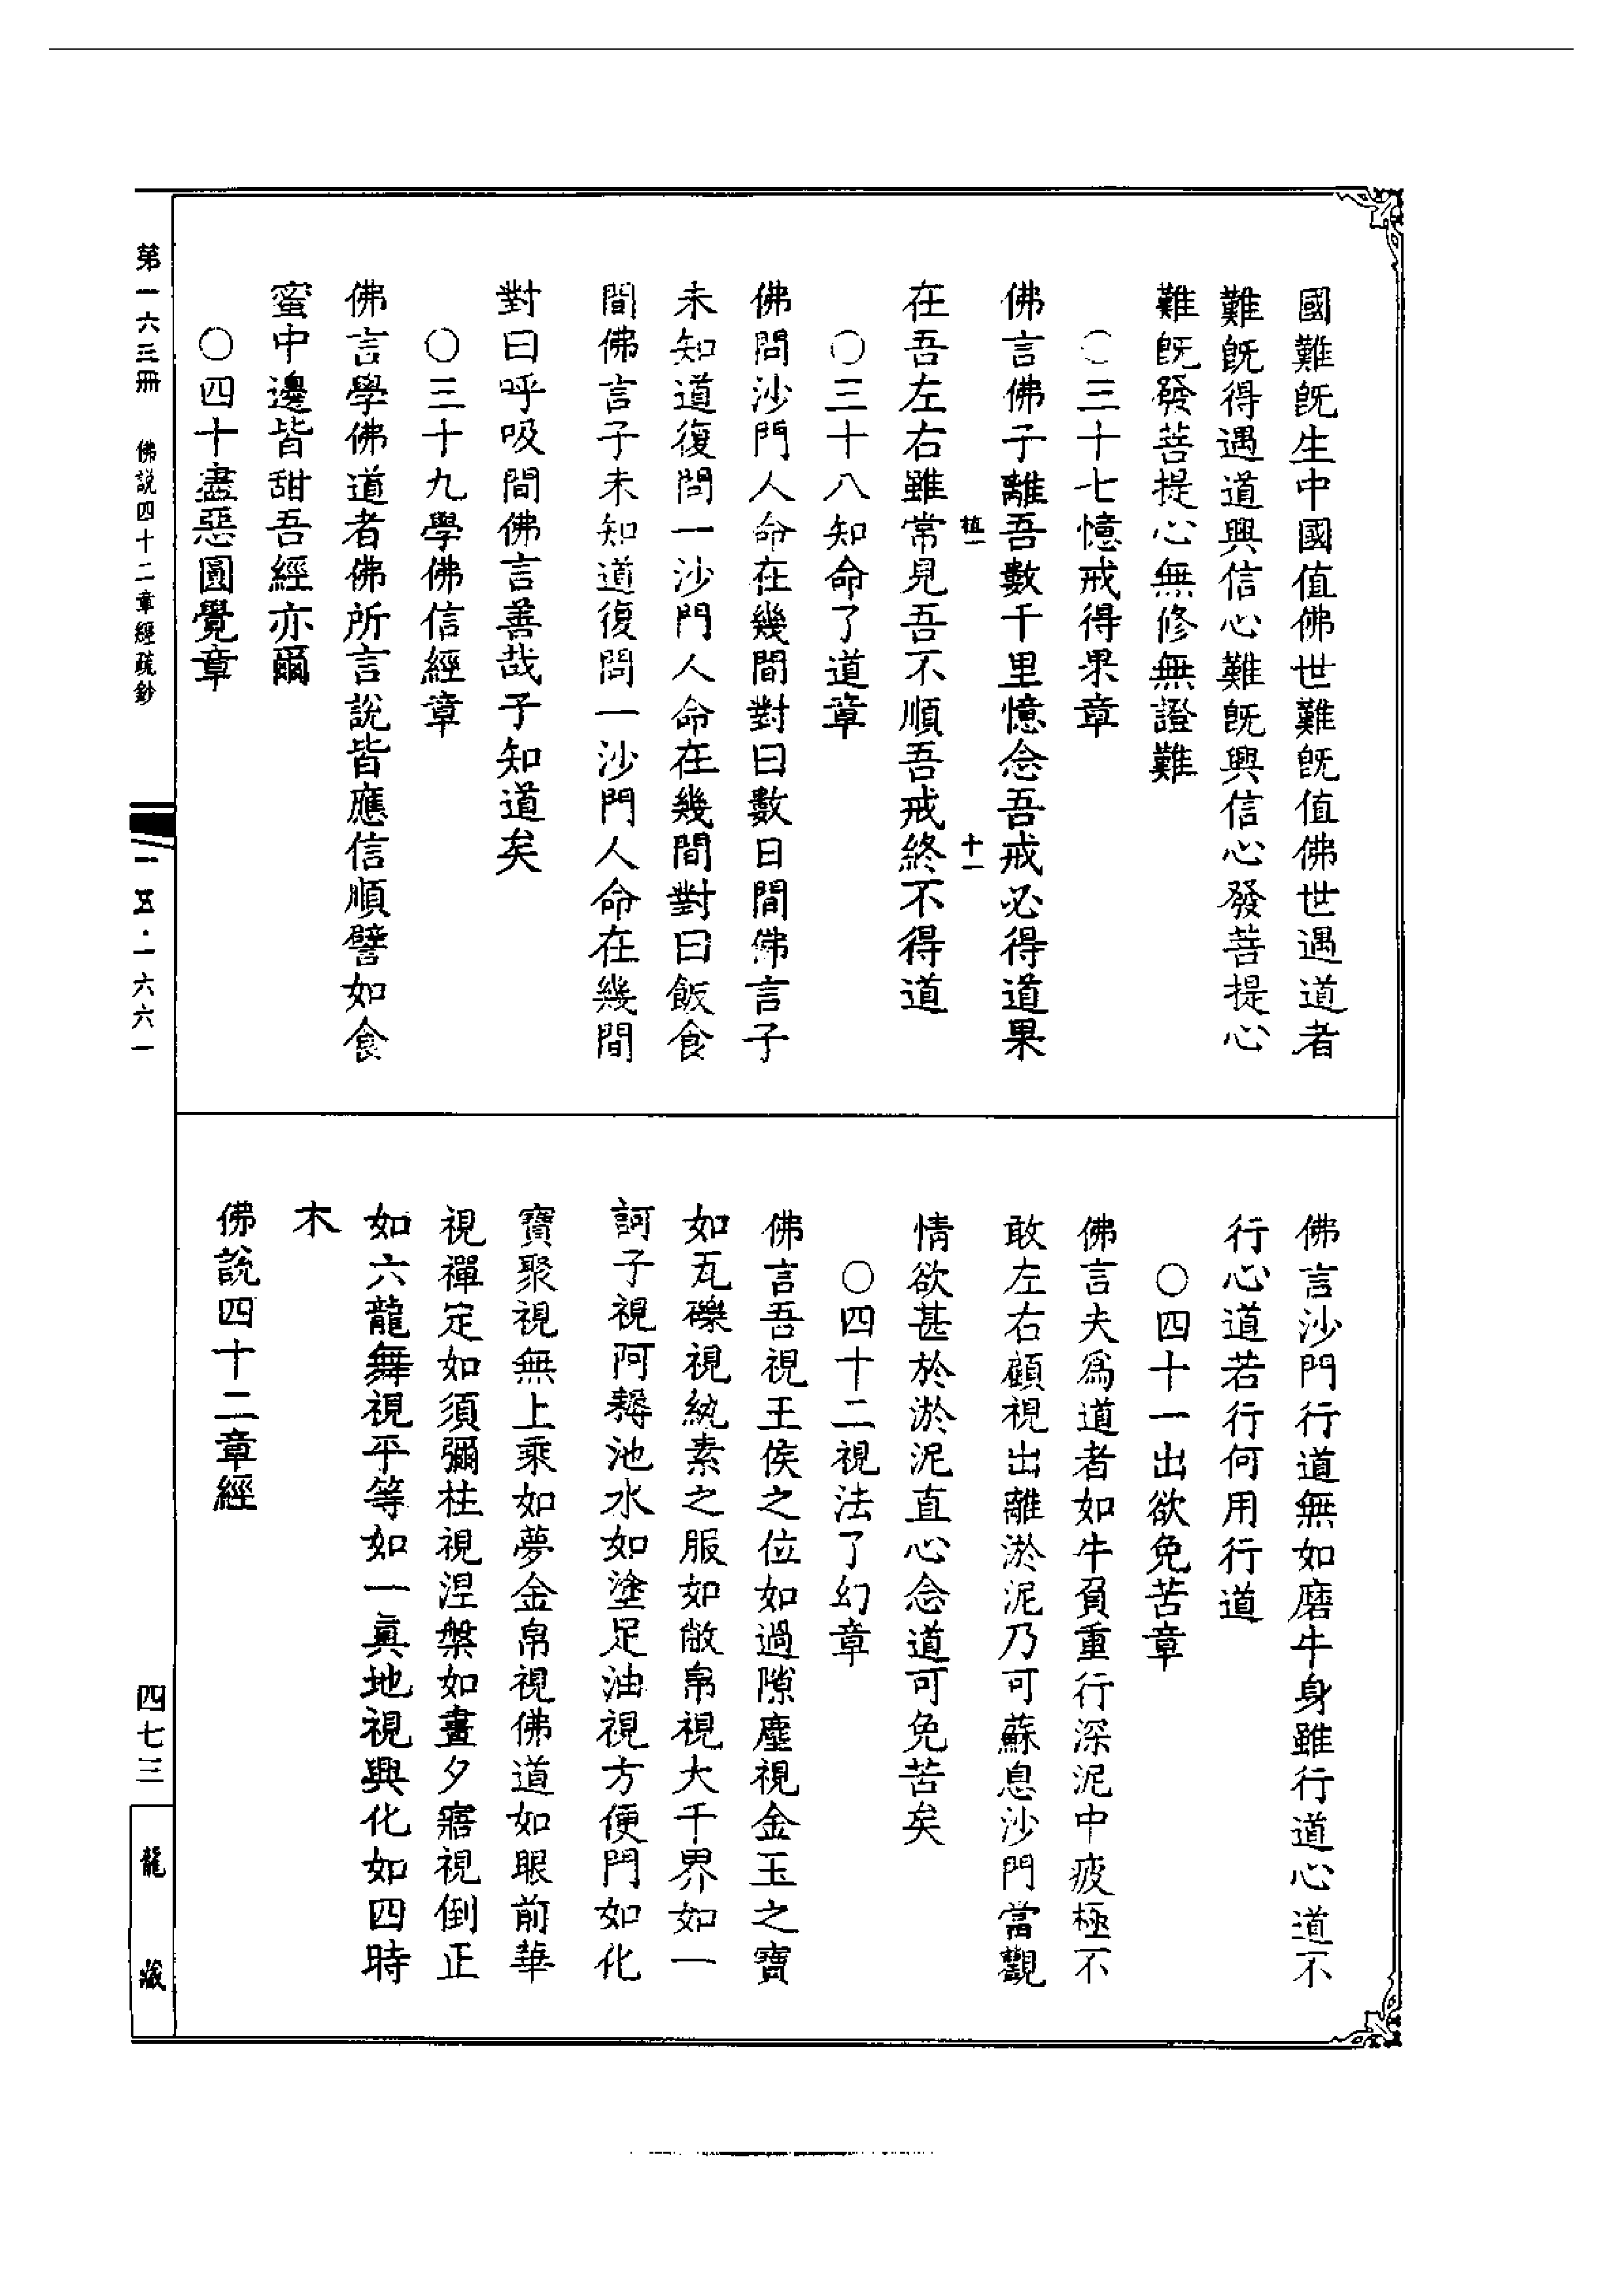 國難既生中國值佛世難既值佛世遇道者
難既得遇道興信心難既興信心發菩提心
難既發菩提心無修無證難
○三十七憶戒得果章
佛言佛子離吾數千里憶念吾戒必得道果
十一
在吾左右雖常見吾不順吾戒終不得道
○三十八知命了道章
佛問沙門人命在幾間對曰數日間佛言子
未知道復問一沙門人命在幾間對曰飯食
間佛言子未知道復問一沙門人命在幾間
對曰呼吸間佛言善哉子知道矣
○三十九學佛信經章
佛言學佛道者佛所言說皆應信順譬如食
蜜中邊皆甜吾經亦爾
○四十盡惡圓覺章
佛言沙門行道無如磨牛身雖行道心道不
行心道若行何用行道
○四十一出欲免苦章
佛言夫為道者如牛負重行深泥中疲極不
敢左右顧視出離淤泥乃可蘇息沙門當觀
情欲甚於淤泥直心念道可免苦矣
○四十二視法了幻章
佛言吾視王侯之位如過隙塵視金玉之寶
如瓦礫視紈素之服如敝帛視大千界如一
訶子視阿耨池水如塗足油視方便門如化
寶聚視無上乘如夢金帛視佛道如眼前華
視禪定如須彌柱視涅槃如晝夕寤視倒正
如六龍舞視平等如一真地視興化如四時
木
佛說四十二章經
第一六三冊 佛說四十二章經疏鈔
一五·一六六一
四七三
龍藏